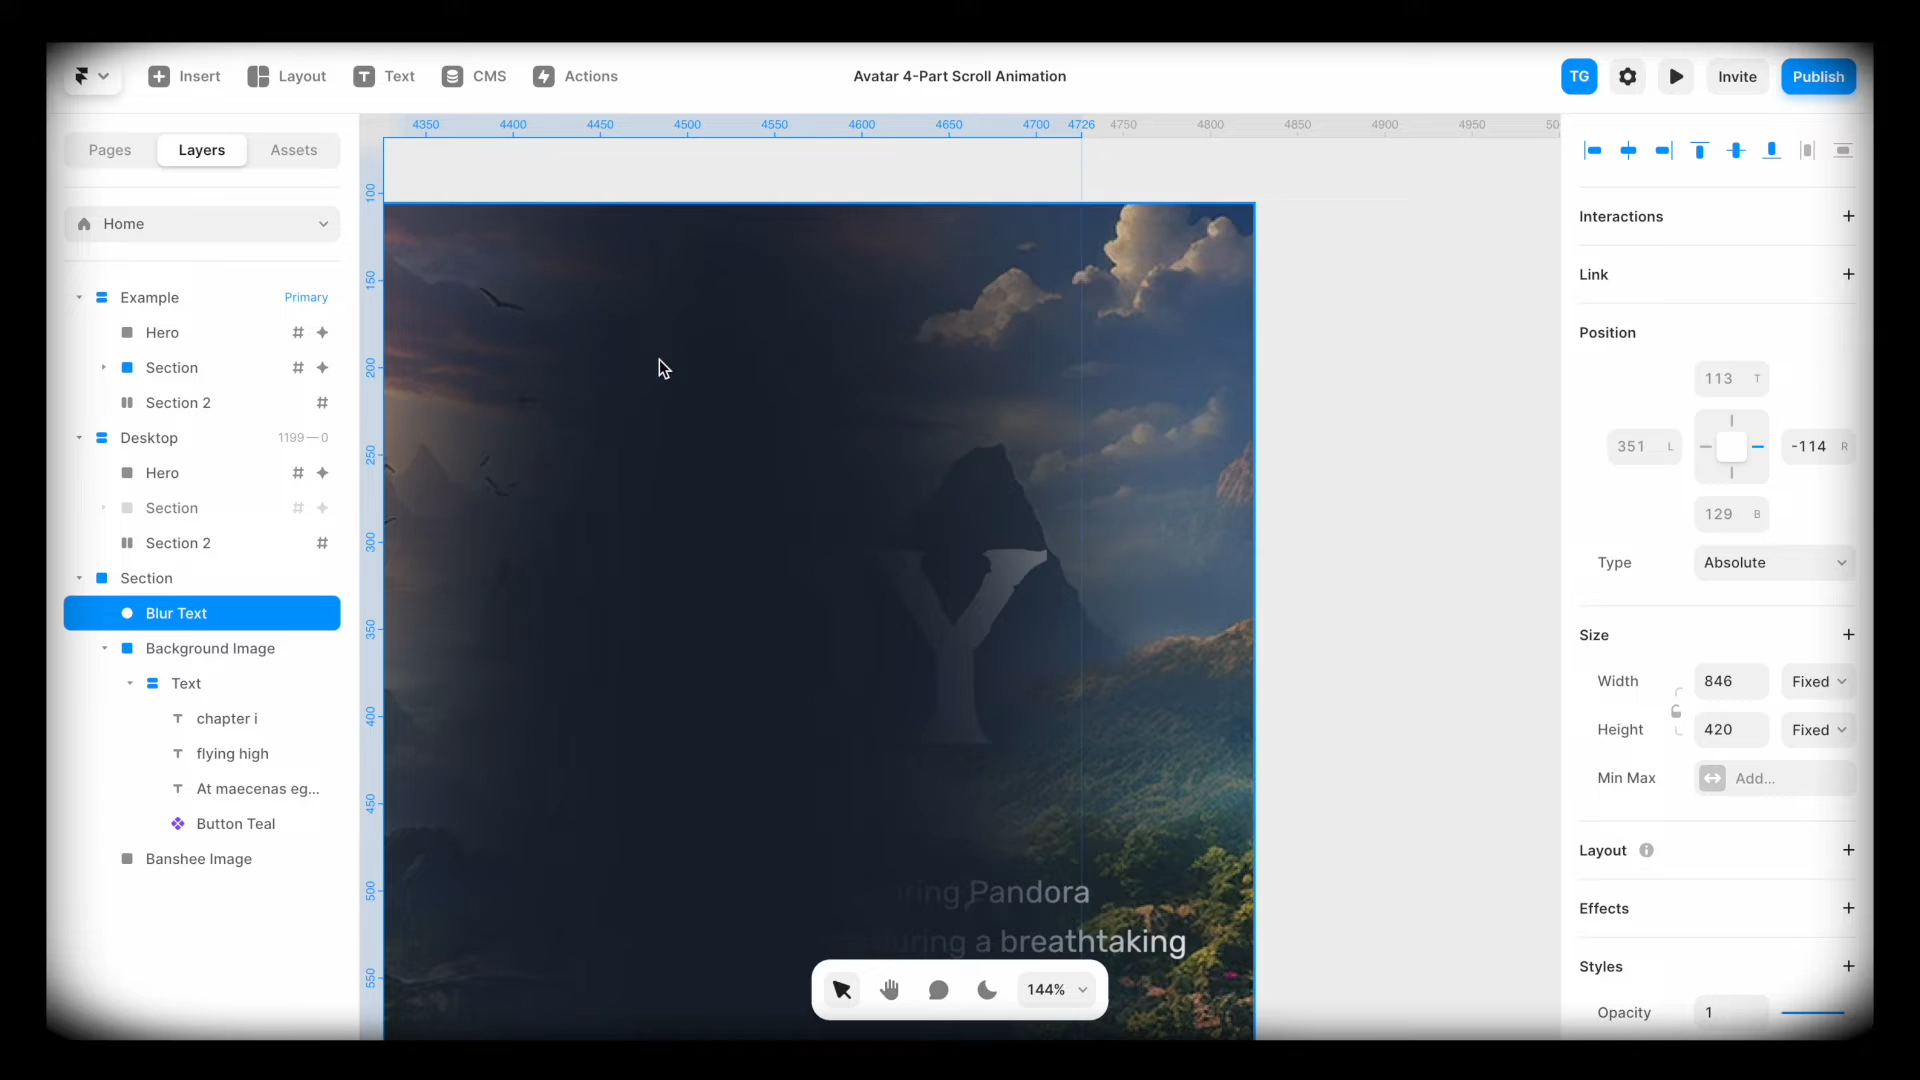 Insert
Layout
Text
CMS
Actions
Avatar 4-Part Scroll Animation
TG
Invite
Publish
Pages
Layers
Assets
Home
Example
Primary
Hero
Section
Section 2
Desktop
1199—0
Hero
Section
Section 2
Section
Blur Text
Background Image
Text
chapter i
flying high
At maecenas eg...
Button Teal
Banshee Image
4350
4400
4450
4500
4550
4600
4650
4700
4726
4750
4800
4850
4900
4950
50
100
150
200
250
300
350
400
450
500
550
Y
ring Pandora
uring a breathtaking
144%
Interactions
Link
Position
113 T
351 L
-114 R
129 B
Type
Absolute
Size
Width
846
Fixed
Height
420
Fixed
Min Max
Add...
Layout
Effects
Styles
Opacity
1